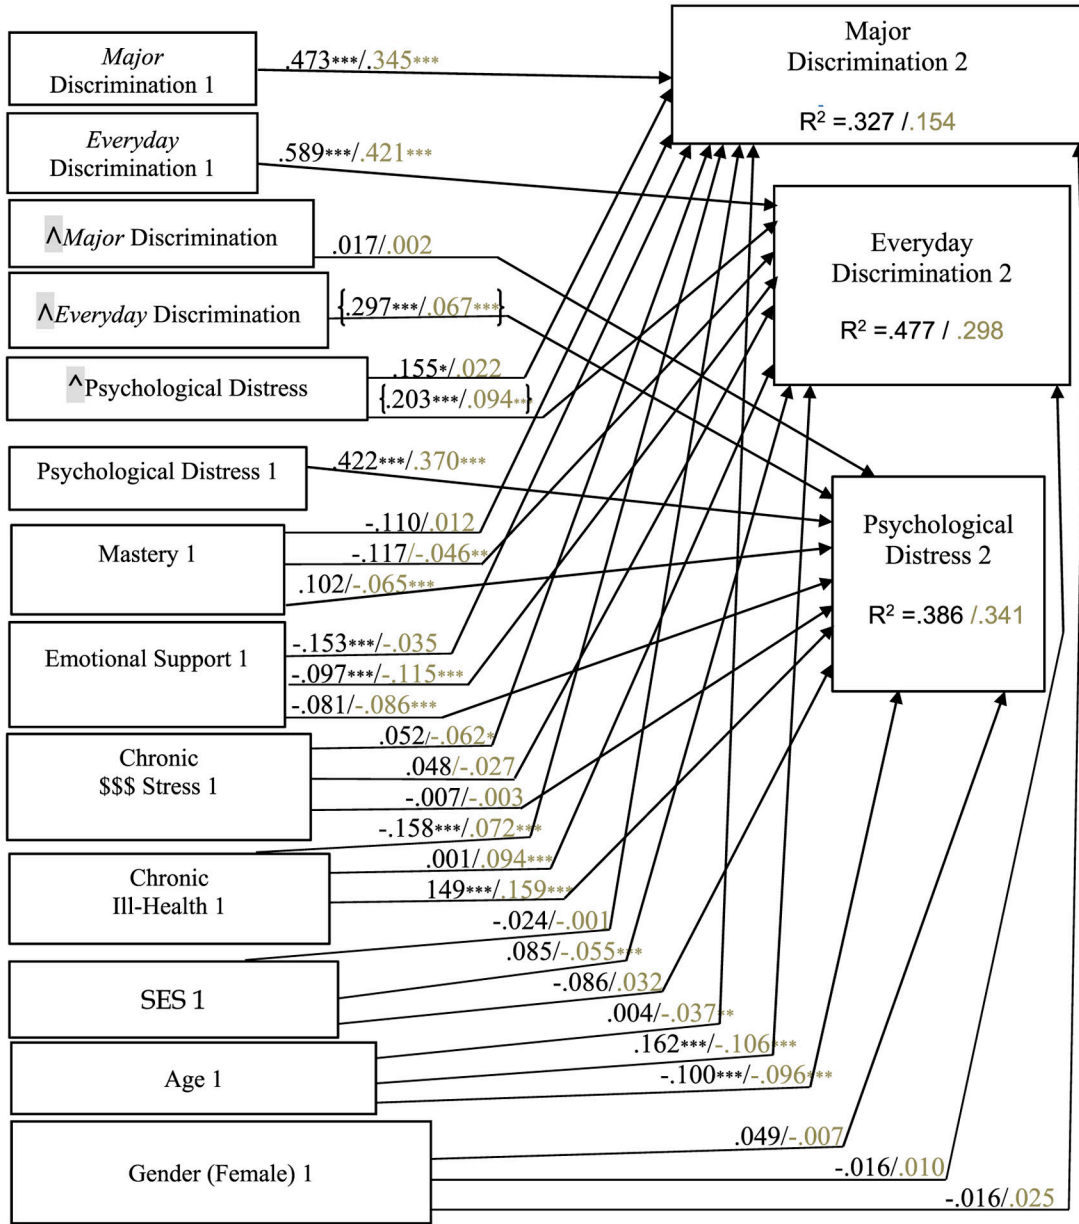 Major
Discrimination 1
.473***/.345***
Major
Discrimination 2
R² =.327 /.154
Everyday
Discrimination 1
.589***/.421***
^Major Discrimination
.017/.002
Everyday
Discrimination 2
R² =.477 / .298
^Everyday Discrimination
{.297***/.067***}
^Psychological Distress
.155*/.022
{.203***/.094***}
Psychological Distress 1
.422***/.370***
Psychological
Distress 2
R² =.386 /.341
Mastery 1
-.110/.012
-.117/-.046**
.102/-.065***
Emotional Support 1
-.153***/-.035
-.097***/-.115***
-.081/-.086***
Chronic
$$$ Stress 1
.052/-.062*
.048/-.027
-.007/-.003
Chronic
Ill-Health 1
-.158***/.072***
.001/.094***
149***/.159***
SES 1
-.024/-.001
.085/-.055***
-.086/.032
Age 1
.004/-.037**
.162***/-.106***
-.100***/-.096***
Gender (Female) 1
.049/-.007
-.016/.010
-.016/.025